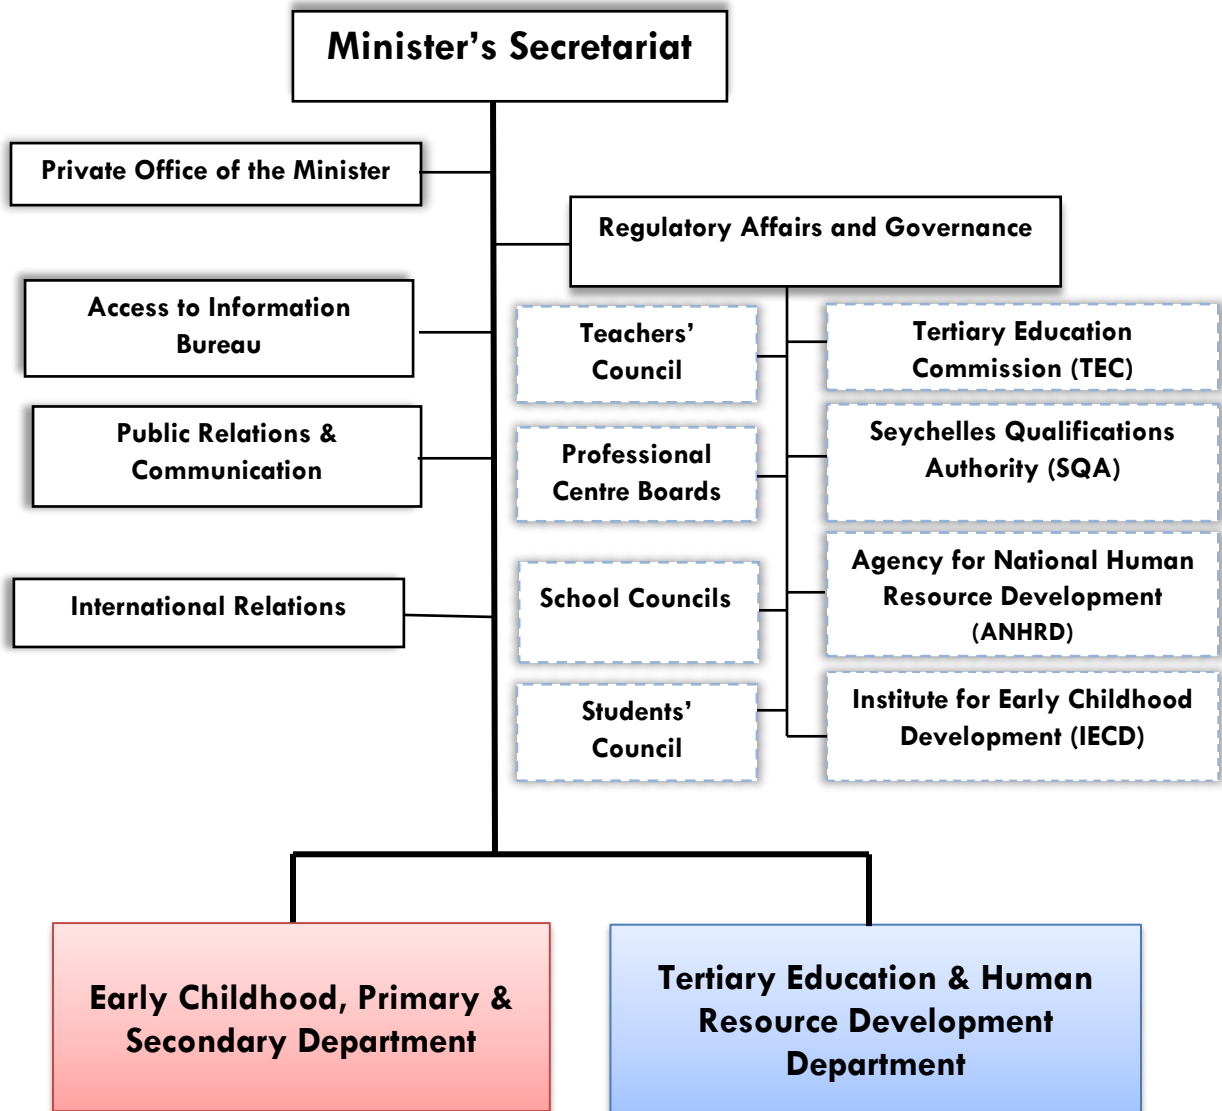 Minister’s Secretariat
Private Office of the Minister
Regulatory Affairs and Governance
Access to Information
Bureau
Public Relations &
Communication
International Relations
Teachers’
Council
Professional
Centre Boards
School Councils
Students’
Council
Tertiary Education
Commission (TEC)
Seychelles Qualifications
Authority (SQA)
Agency for National Human
Resource Development
(ANHRD)
Institute for Early Childhood
Development (IECD)
Early Childhood, Primary &
Secondary Department
Tertiary Education & Human
Resource Development
Department